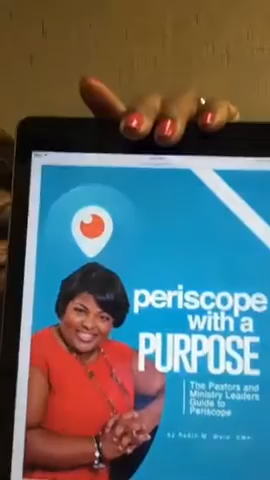 periscope
with a
PURPOSE
The Pastors and
Ministry Leaders
Guide to
Periscope